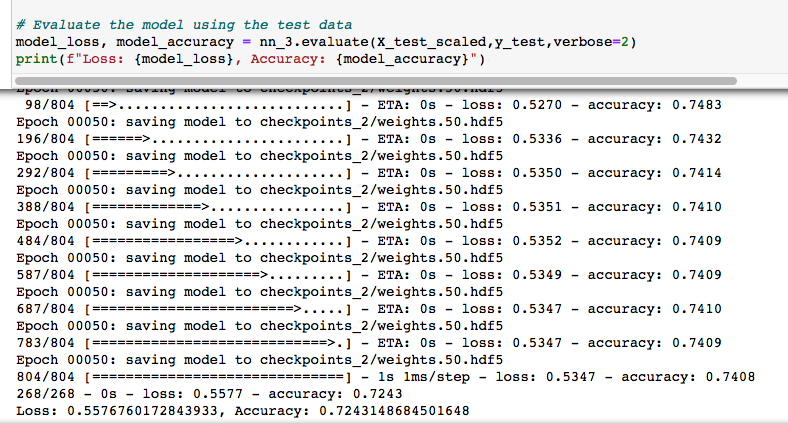 # Evaluate the model using the test data
model_loss, model_accuracy = nn_3.evaluate(X_test_scaled,y_test,verbose=2)
print(f"Loss: {model_loss}, Accuracy: {model_accuracy}")
Epoch 00050: saving model to checkpoints_2/weights.50.hdf5
98/804 [==>...........................] - ETA: 0s - loss: 0.5270 - accuracy: 0.7483
Epoch 00050: saving model to checkpoints_2/weights.50.hdf5
196/804 [======>.......................] - ETA: 0s - loss: 0.5336 - accuracy: 0.7432
Epoch 00050: saving model to checkpoints_2/weights.50.hdf5
292/804 [=========>....................] - ETA: 0s - loss: 0.5350 - accuracy: 0.7414
Epoch 00050: saving model to checkpoints_2/weights.50.hdf5
388/804 [=============>................] - ETA: 0s - loss: 0.5351 - accuracy: 0.7410
Epoch 00050: saving model to checkpoints_2/weights.50.hdf5
484/804 [=================>............] - ETA: 0s - loss: 0.5352 - accuracy: 0.7409
Epoch 00050: saving model to checkpoints_2/weights.50.hdf5
587/804 [====================>.........] - ETA: 0s - loss: 0.5349 - accuracy: 0.7409
Epoch 00050: saving model to checkpoints_2/weights.50.hdf5
687/804 [========================>.....] - ETA: 0s - loss: 0.5347 - accuracy: 0.7410
Epoch 00050: saving model to checkpoints_2/weights.50.hdf5
783/804 [============================>.] - ETA: 0s - loss: 0.5347 - accuracy: 0.7409
Epoch 00050: saving model to checkpoints_2/weights.50.hdf5
804/804 [==============================] - 1s 1ms/step - loss: 0.5347 - accuracy: 0.7408
268/268 - 0s - loss: 0.5577 - accuracy: 0.7243
Loss: 0.5576760172843933, Accuracy: 0.7243148684501648